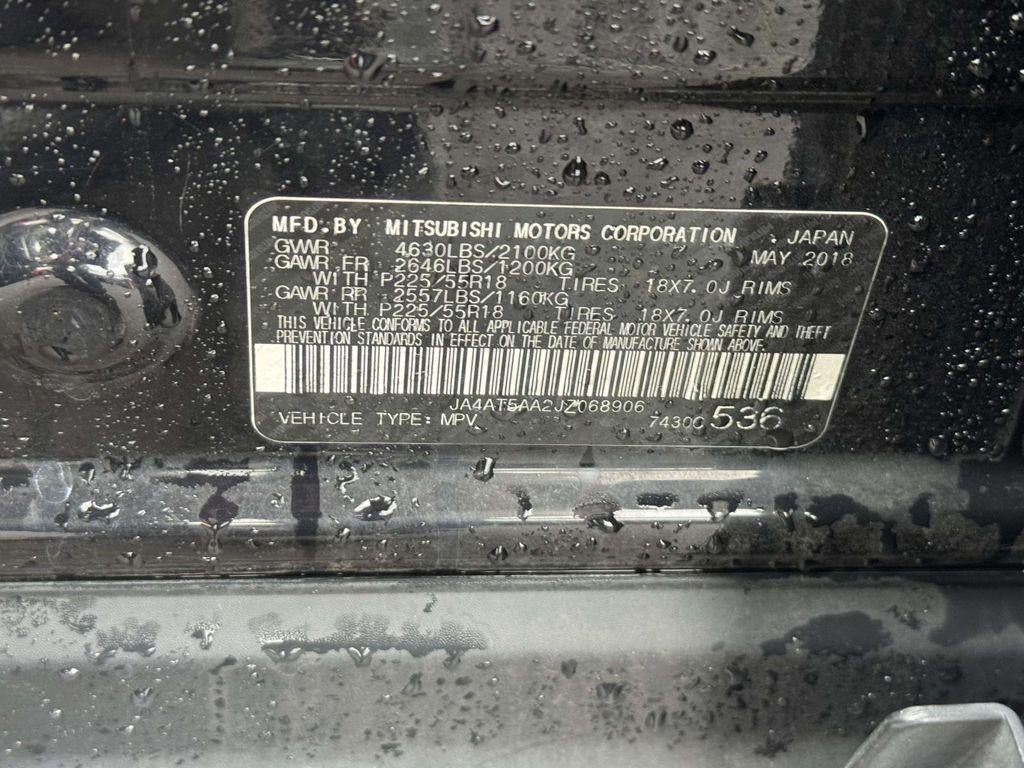 MFD.BY MITSUBISHI MOTORS CORPORATION JAPAN
GVWR 4630LBS/2100KG MAY 2018
GAWR FR 2646LBS/1200KG
WITH P225/55R18 TIRES 18X7.0J RIMS
GAWR RR 2557LBS/1160KG
WITH P225/55R18 TIRES 18X7.0J RIMS
THIS VEHICLE CONFORMS TO ALL APPLICABLE FEDERAL MOTOR VEHICLE SAFETY AND THEFT
PREVENTION STANDARDS IN EFFECT ON THE DATE OF MANUFACTURE SHOWN ABOVE.
JA4AT5AA2JZ068906
VEHICLE TYPE: MPV 7430C 536